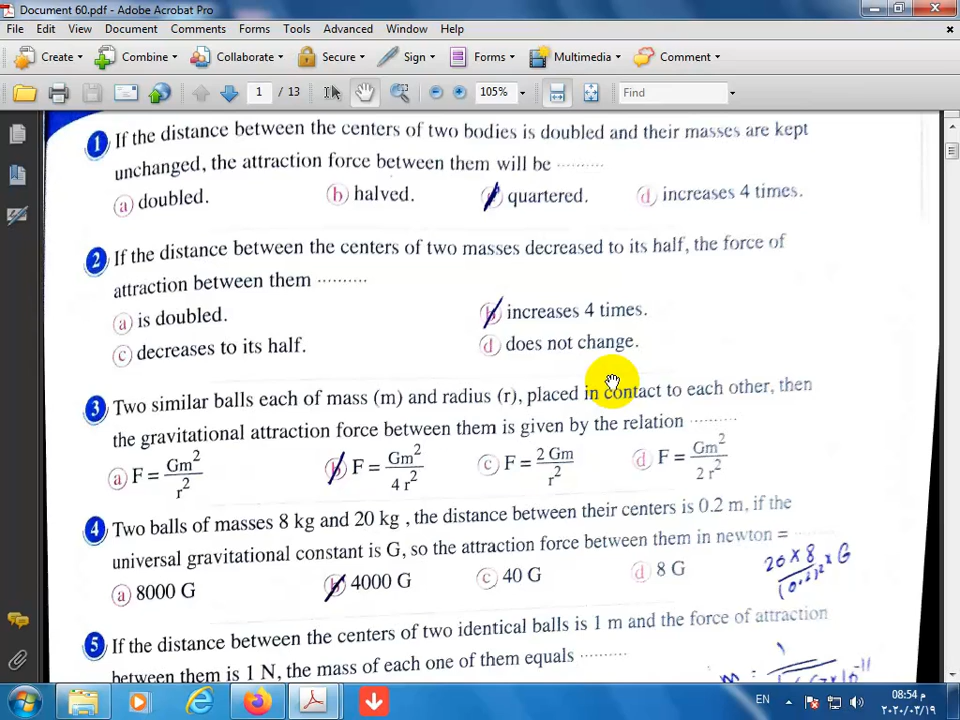 Document 60.pdf - Adobe Acrobat Pro
File Edit View Document Comments Forms Tools Advanced Window Help
Create Combine Collaborate Secure Sign Forms Multimedia Comment
1 / 13 105% Find
1 If the distance between the centers of two bodies is doubled and their masses are kept
unchanged, the attraction force between them will be ..........
a doubled. b halved. quartered. d increases 4 times.
2 If the distance between the centers of two masses decreased to its half, the force of
attraction between them ..........
a is doubled. b increases 4 times.
c decreases to its half. d does not change.
3 Two similar balls each of mass (m) and radius (r), placed in contact to each other, then
the gravitational attraction force between them is given by the relation ..........
a F = Gm²/r² b F = Gm²/4 r² c F = 2 Gm/r² d F = Gm²/2 r²
4 Two balls of masses 8 kg and 20 kg , the distance between their centers is 0.2 m, if the
universal gravitational constant is G, so the attraction force between them in newton = ..........
a 8000 G b 4000 G c 40 G d 8 G
20 × 8/(0.2)² × G
5 If the distance between the centers of two identical balls is 1 m and the force of attraction
between them is 1 N, the mass of each one of them equals ..........
m =
EN
08:54 م
٢٠٢٠/٠٣/١٩